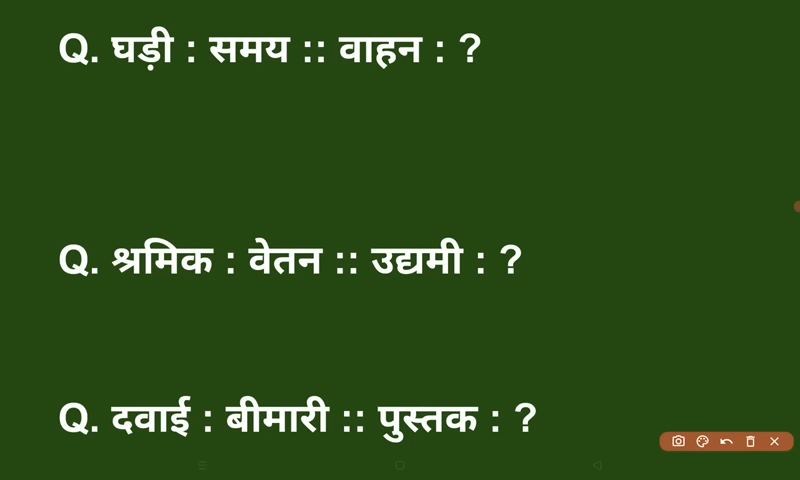 Q. घड़ी : समय :: वाहन : ?
Q. श्रमिक : वेतन :: उद्यमी : ?
Q. दवाई : बीमारी :: पुस्तक : ?